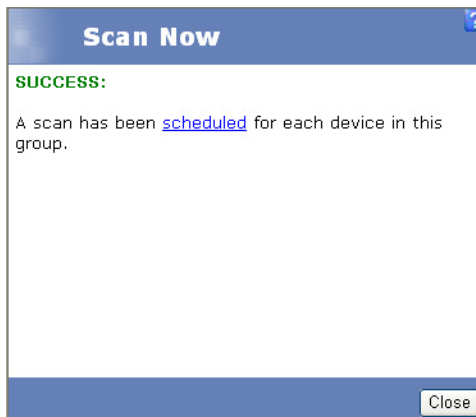 Scan Now
?
SUCCESS:
A scan has been scheduled for each device in this
group.
Close